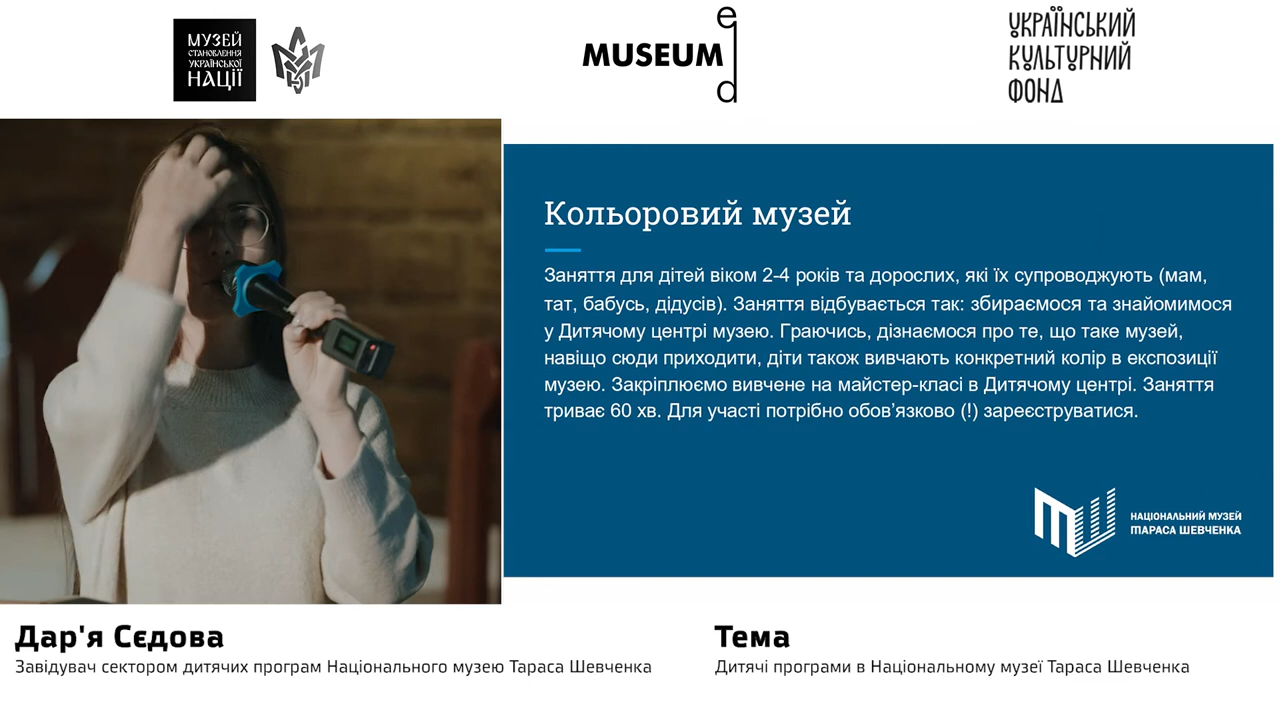 МУЗЕЙ
СТАНОВЛЕННЯ
УКРАЇНСЬКОЇ
НАЦІЇ
MUSEUM
ed
УКРАЇНСЬКИЙ
КУЛЬТУРНИЙ
ФОНД
Кольоровий музей
Заняття для дітей віком 2-4 років та дорослих, які їх супроводжують (мам,
тат, бабусь, дідусів). Заняття відбувається так: збираємося та знайомимося
у Дитячому центрі музею. Граючись, дізнаємося про те, що таке музей,
навіщо сюди приходити, діти також вивчають конкретний колір в експозиції
музею. Закріплюємо вивчене на майстер-класі в Дитячому центрі. Заняття
триває 60 хв. Для участі потрібно обов’язково (!) зареєструватися.
НАЦІОНАЛЬНИЙ МУЗЕЙ
ТАРАСА ШЕВЧЕНКА
Дар'я Сєдова
Завідувач сектором дитячих програм Національного музею Тараса Шевченка
Тема
Дитячі програми в Національному музеї Тараса Шевченка